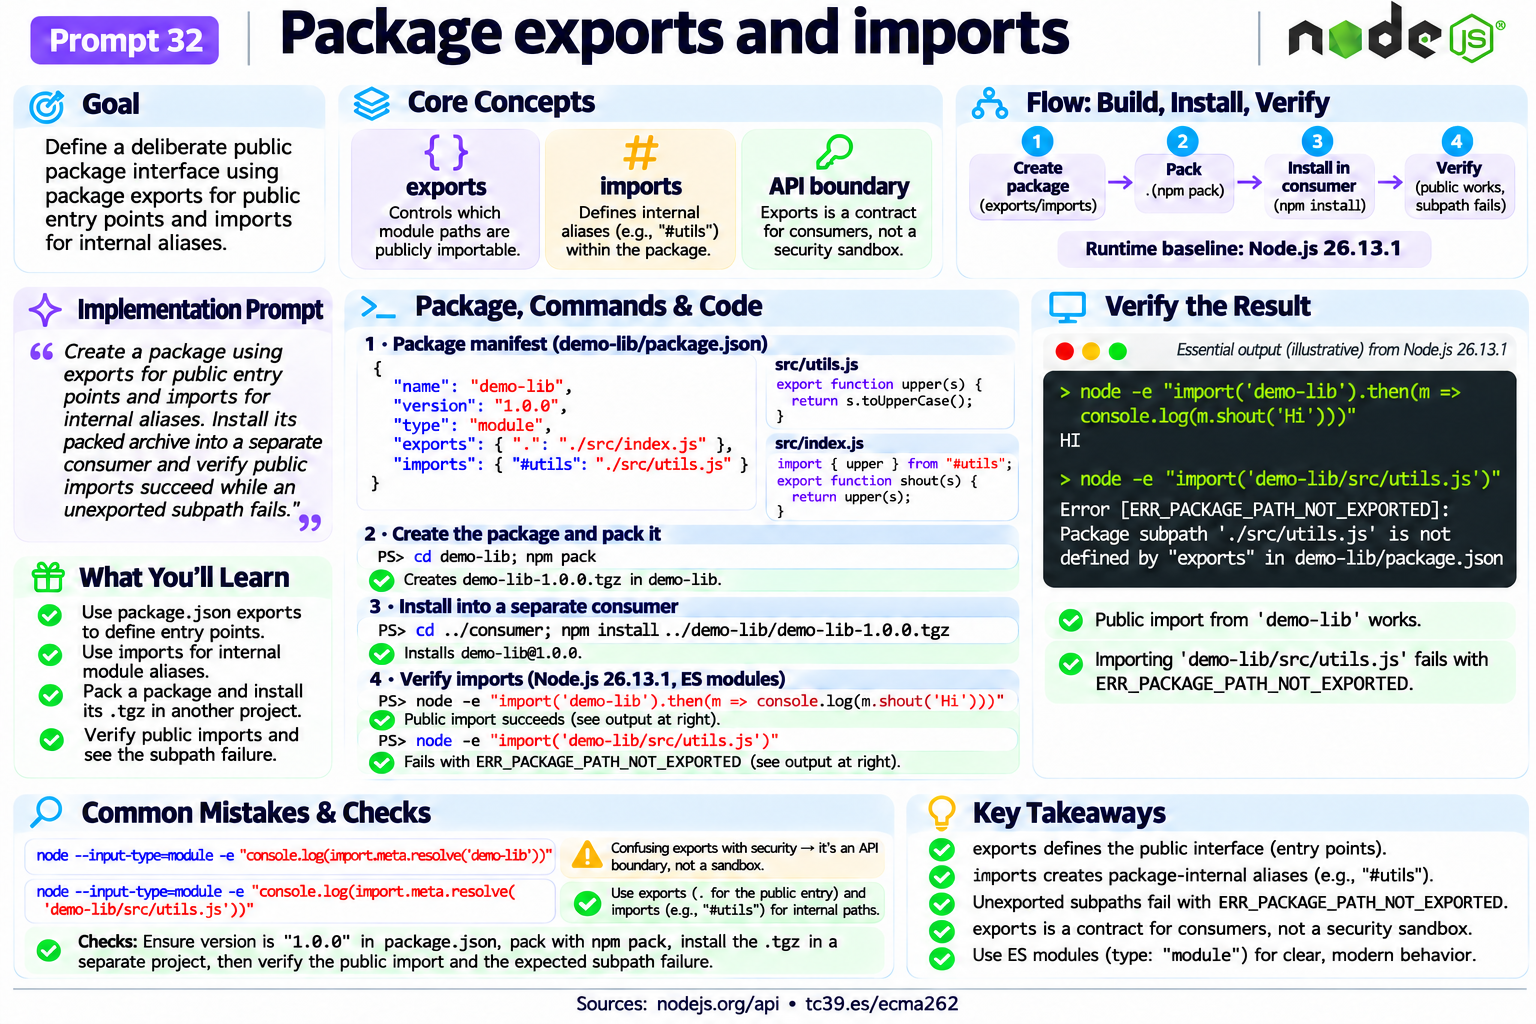 Prompt 32
Package exports and imports
node
JS
®
Goal
Define a deliberate public
package interface using
package exports for public
entry points and imports
for internal aliases.
Core Concepts
{ }
exports
Controls which
module paths are
publicly importable.
#
imports
Defines internal
aliases (e.g., "#utils")
within the package.
API boundary
Exports is a contract
for consumers, not a
security sandbox.
Flow: Build, Install, Verify
1
Create
package
(exports/imports)
2
Pack
.(npm pack)
3
Install in
consumer
(npm install)
4
Verify
(public works,
subpath fails)
Runtime baseline: Node.js 26.13.1
Implementation Prompt
“ Create a package using
exports for public entry
points and imports for
internal aliases. Install its
packed archive into a separate
consumer and verify public
imports succeed while an
unexported subpath fails."
”
What You'll Learn
Use package.json exports
to define entry points.
Use imports for internal
module aliases.
Pack a package and install
its .tgz in another project.
Verify public imports and
see the subpath failure.
>_ Package, Commands & Code
1 · Package manifest (demo-lib/package.json)
{
"name": "demo-lib",
"version": "1.0.0",
"type": "module",
"exports": { ".": "./src/index.js" },
"imports": { "#utils": "./src/utils.js" }
}
src/utils.js
export function upper(s) {
return s.toUpperCase();
}
src/index.js
import { upper } from "#utils";
export function shout(s) {
return upper(s);
}
2 · Create the package and pack it
PS> cd demo-lib; npm pack
Creates demo-lib-1.0.0.tgz in demo-lib.
3 · Install into a separate consumer
PS> cd ../consumer; npm install ../demo-lib/demo-lib-1.0.0.tgz
Installs demo-lib@1.0.0.
4 · Verify imports (Node.js 26.13.1, ES modules)
PS> node -e "import('demo-lib').then(m => console.log(m.shout('Hi')))"
Public import succeeds (see output at right).
PS> node -e "import('demo-lib/src/utils.js')"
Fails with ERR_PACKAGE_PATH_NOT_EXPORTED (see output at right).
Verify the Result
Essential output (illustrative) from Node.js 26.13.1
> node -e "import('demo-lib').then(m =>
console.log(m.shout('Hi')))"
HI
> node -e "import('demo-lib/src/utils.js')"
Error [ERR_PACKAGE_PATH_NOT_EXPORTED]:
Package subpath './src/utils.js' is not
defined by "exports" in demo-lib/package.json
Public import from 'demo-lib' works.
Importing 'demo-lib/src/utils.js' fails with
ERR_PACKAGE_PATH_NOT_EXPORTED.
Common Mistakes & Checks
node --input-type=module -e "console.log(import.meta.resolve('demo-lib'))"
node --input-type=module -e "console.log(import.meta.resolve(
'demo-lib/src/utils.js'))"
Confusing exports with security → it's an API
boundary, not a sandbox.
Use exports (. for the public entry) and
imports (e.g., "#utils") for internal paths.
Checks: Ensure version is "1.0.0" in package.json, pack with npm pack, install the .tgz in a
separate project, then verify the public import and the expected subpath failure.
Key Takeaways
exports defines the public interface (entry points).
imports creates package-internal aliases (e.g., "#utils").
Unexported subpaths fail with ERR_PACKAGE_PATH_NOT_EXPORTED.
exports is a contract for consumers, not a security sandbox.
Use ES modules (type: "module") for clear, modern behavior.
Sources: nodejs.org/api • tc39.es/ecma262